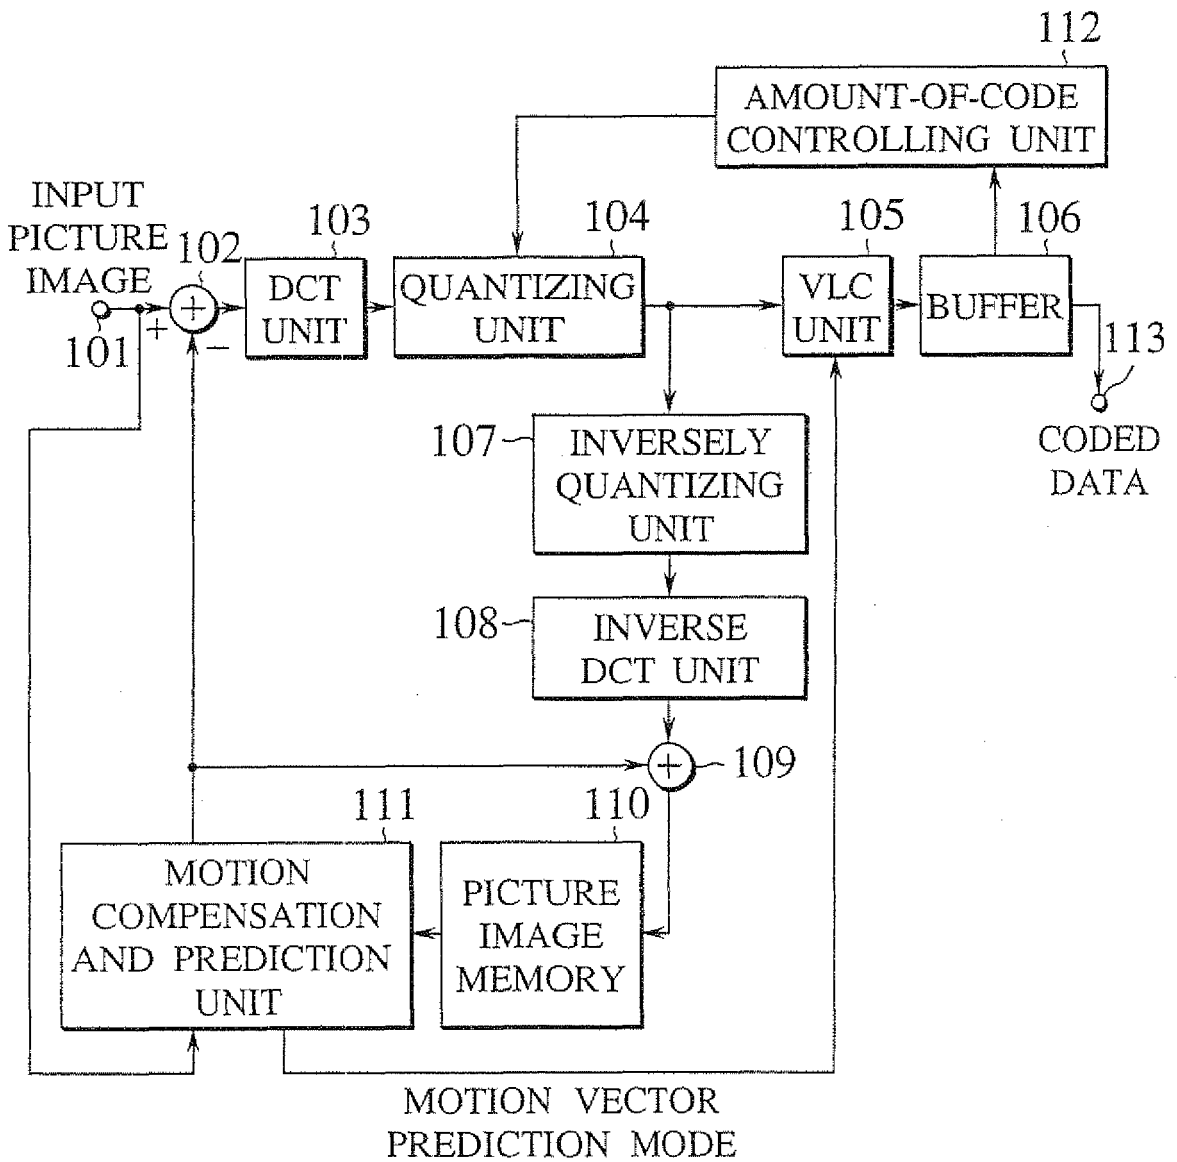 112
AMOUNT-OF-CODE
CONTROLLING UNIT
INPUT
PICTURE
IMAGE
101
102
+
+
−
103
DCT
UNIT
104
QUANTIZING
UNIT
105
VLC
UNIT
106
BUFFER
113
CODED
DATA
107
INVERSELY
QUANTIZING
UNIT
108
INVERSE
DCT UNIT
+
109
110
PICTURE
IMAGE
MEMORY
111
MOTION
COMPENSATION
AND PREDICTION
UNIT
MOTION VECTOR
PREDICTION MODE